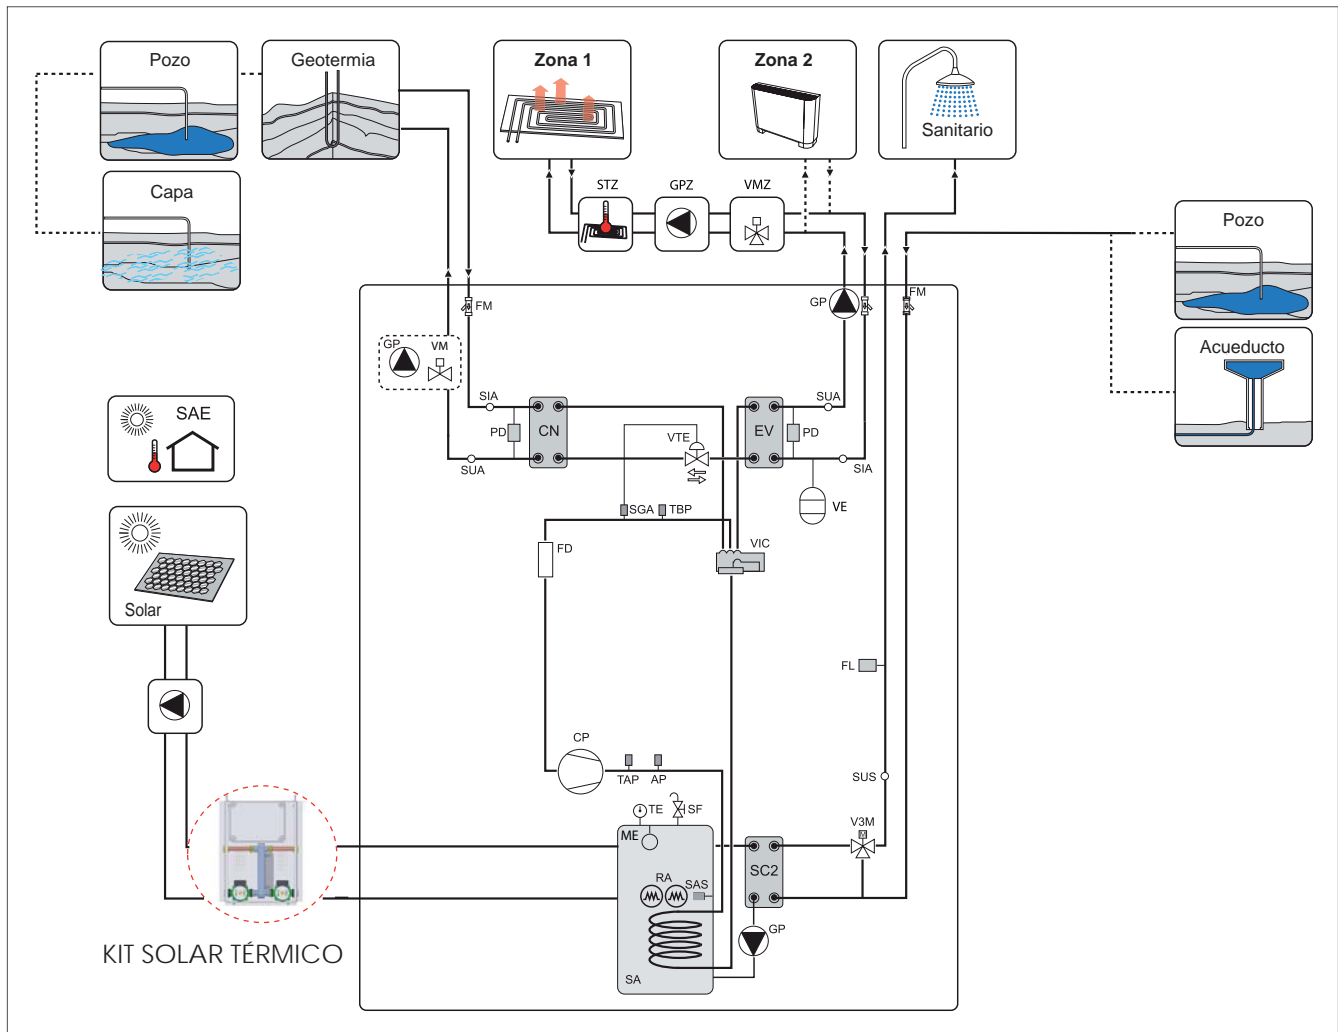 Pozo
Geotermia
Zona 1
Zona 2
Sanitario
Capa
STZ
GPZ
VMZ
Pozo
FM
GP
FM
GP
VM
Acueducto
SAE
SIA
CN
PD
SUA
VTE
EV
SUA
PD
SIA
VE
SGA
TBP
FD
VIC
Solar
FL
CP
TAP
AP
SUS
TE
SF
ME
V3M
M
RA
SAS
SC2
GP
SA
KIT SOLAR TÉRMICO